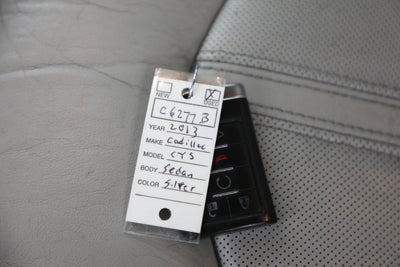 NEW X USED
C6277B
YEAR 2013
MAKE Cadillac
MODEL CTS
BODY Sedan
COLOR Silver